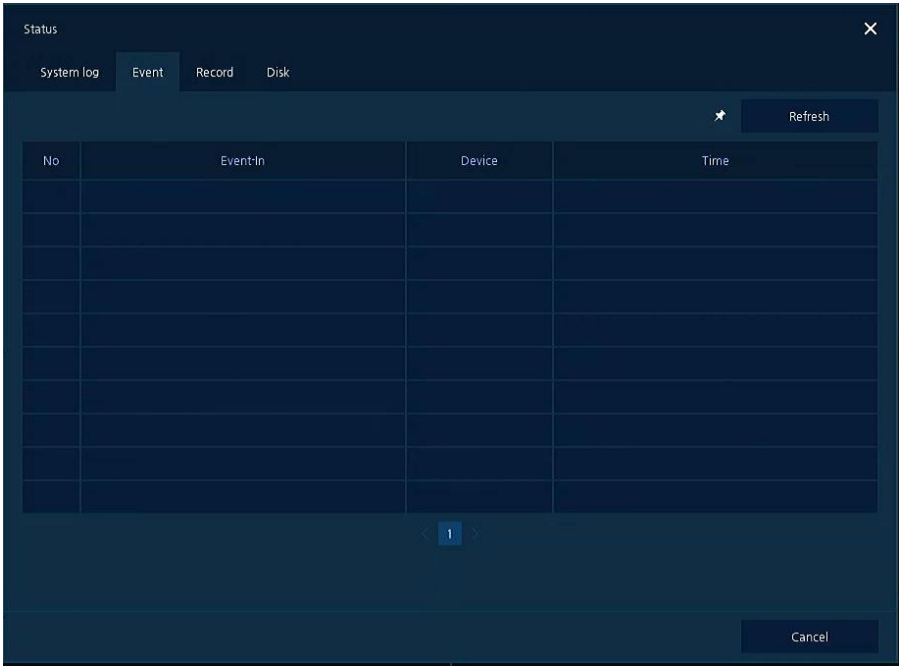 Status
System log Event Record Disk
Refresh
No Event-In Device Time
1
Cancel